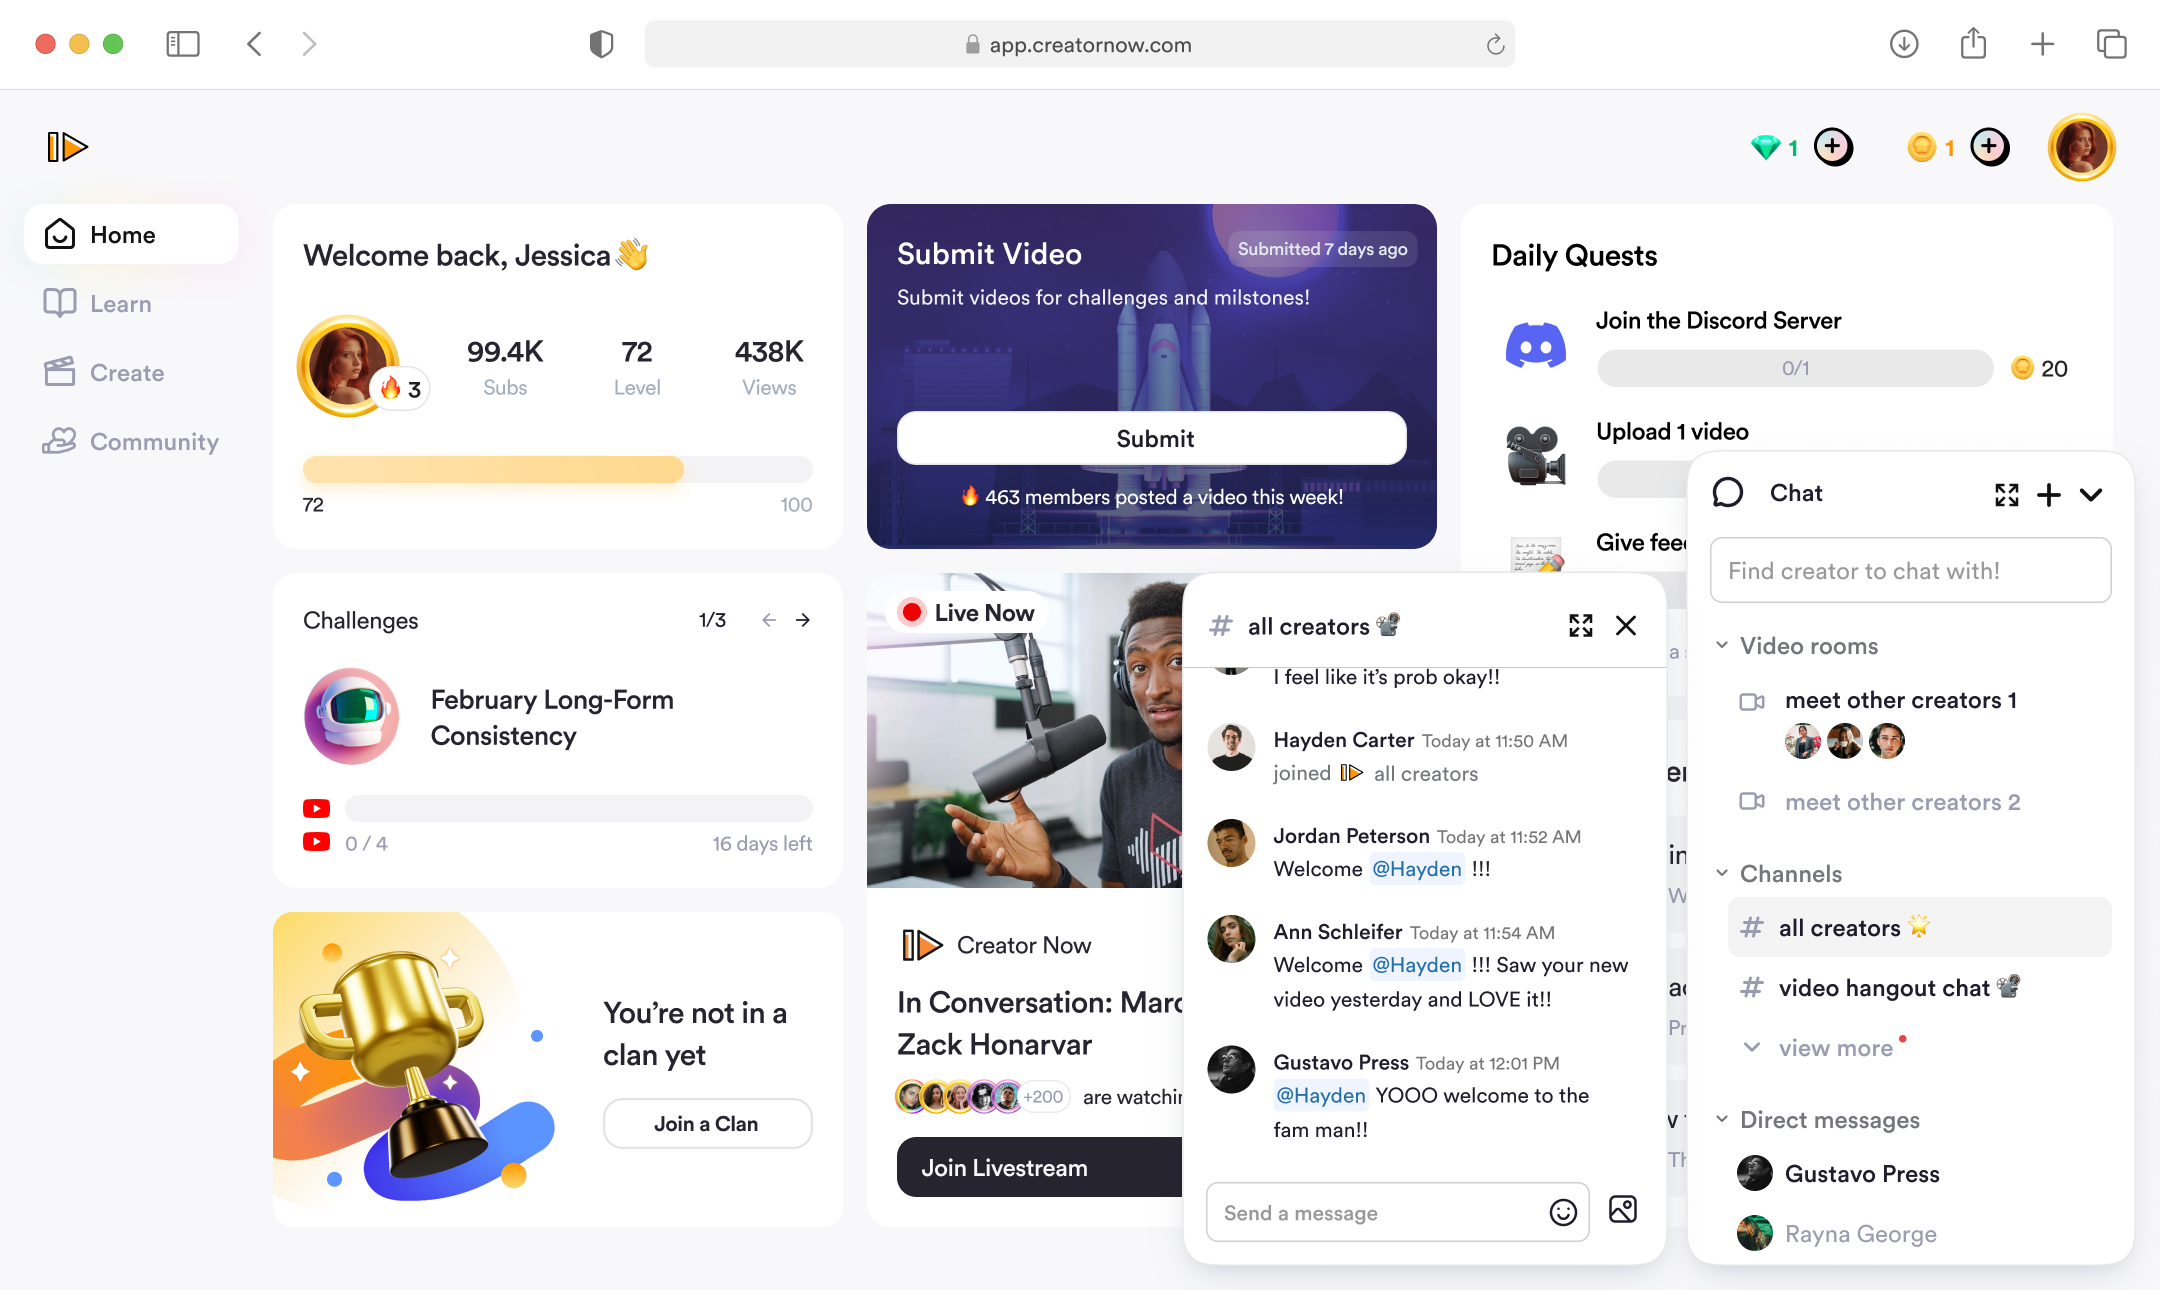 app.creatornow.com
1
1
Home
Learn
Create
Community
Welcome back, Jessica
3
99.4K
Subs
72
Level
438K
Views
72
100
Submit Video
Submitted 7 days ago
Submit videos for challenges and milstones!
Submit
463 members posted a video this week!
Daily Quests
Join the Discord Server
0/1
20
Upload 1 video
Give fee
Challenges
1/3
February Long-Form
Consistency
0 / 4
16 days left
You're not in a
clan yet
Join a Clan
Live Now
Creator Now
In Conversation: Marc
Zack Honarvar
+200
are watchin
Join Livestream
# all creators
I feel like it's prob okay!!
Hayden Carter Today at 11:50 AM
joined all creators
Jordan Peterson Today at 11:52 AM
Welcome @Hayden !!!
Ann Schleifer Today at 11:54 AM
Welcome @Hayden !!! Saw your new
video yesterday and LOVE it!!
Gustavo Press Today at 12:01 PM
@Hayden YOOO welcome to the
fam man!!
Send a message
Chat
Find creator to chat with!
Video rooms
meet other creators 1
meet other creators 2
Channels
# all creators
# video hangout chat
view more
Direct messages
Gustavo Press
Rayna George